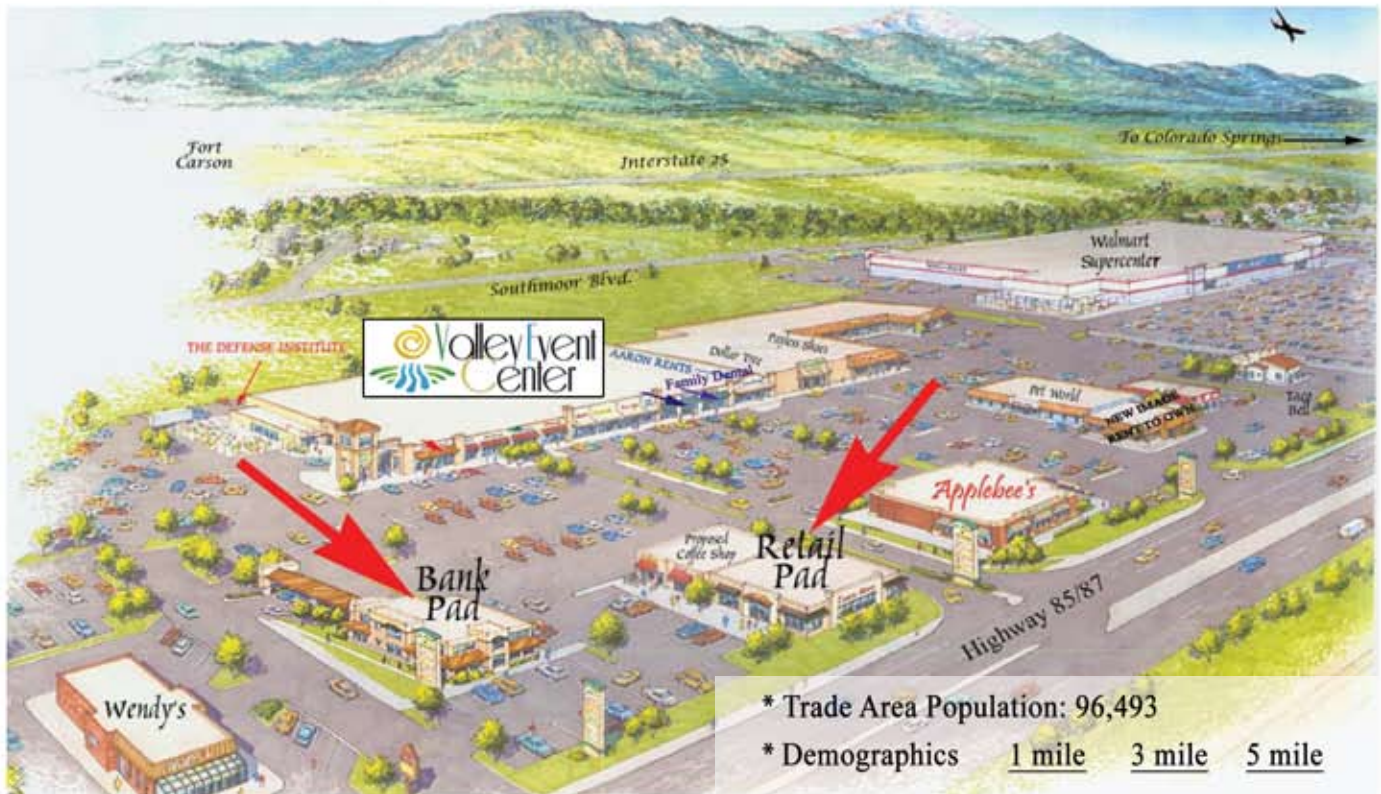 Fort
Carson
Interstate 25
To Colorado Springs
Walmart
Supercenter
Southmoor Blvd.
THE DEFENSE INSTITUTE
Valley Event
Center
AARON RENTS
Family Dental
Dollar Tree
Payless Shoes
Pet World
NEW IMAGE
RENT TO OWN
Taco
Bell
Applebee's
Proposed
Coffee Shop
Retail
Pad
Bank
Pad
Highway 85/87
Wendy's
* Trade Area Population: 96,493
* Demographics 1 mile 3 mile 5 mile